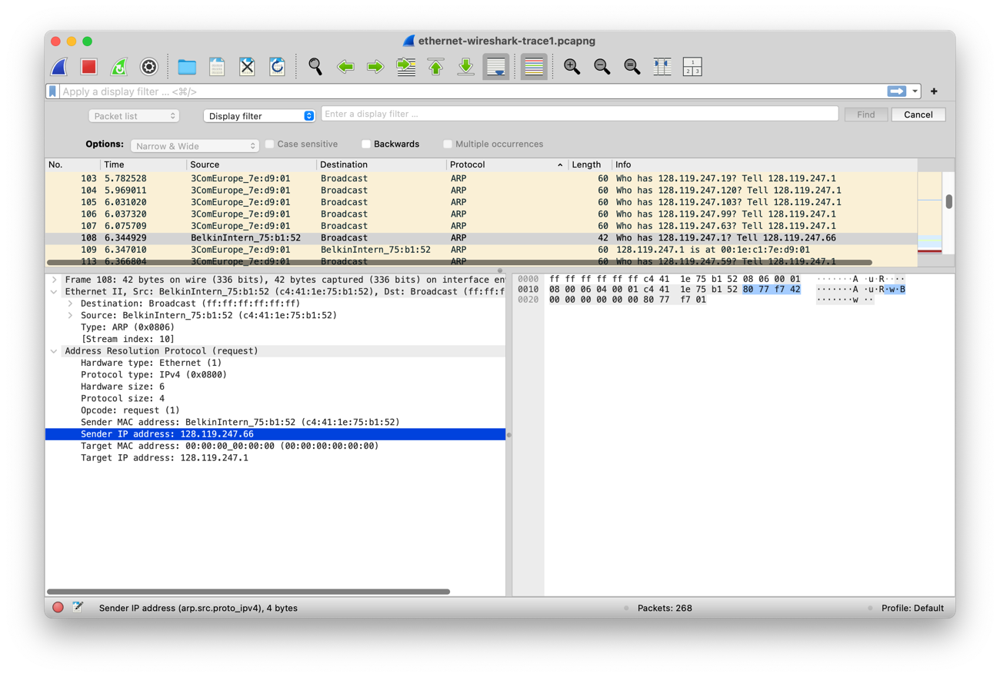 ethernet-wireshark-trace1.pcapng
1
2 3
Apply a display filter ... <⌘/>
+
Packet list Display filter Enter a display filter ... Find Cancel
Options: Narrow & Wide Case sensitive Backwards Multiple occurrences
No. Time Source Destination Protocol Length Info
103 5.782528 3ComEurope_7e:d9:01 Broadcast ARP 60 Who has 128.119.247.19? Tell 128.119.247.1
104 5.969011 3ComEurope_7e:d9:01 Broadcast ARP 60 Who has 128.119.247.120? Tell 128.119.247.1
105 6.031020 3ComEurope_7e:d9:01 Broadcast ARP 60 Who has 128.119.247.103? Tell 128.119.247.1
106 6.037320 3ComEurope_7e:d9:01 Broadcast ARP 60 Who has 128.119.247.99? Tell 128.119.247.1
107 6.075709 3ComEurope_7e:d9:01 Broadcast ARP 60 Who has 128.119.247.63? Tell 128.119.247.1
108 6.344929 BelkinIntern_75:b1:52 Broadcast ARP 42 Who has 128.119.247.1? Tell 128.119.247.66
109 6.347010 3ComEurope_7e:d9:01 BelkinIntern_75:b1:52 ARP 60 128.119.247.1 is at 00:1e:c1:7e:d9:01
113 6.366804 3ComEurope_7e:d9:01 Broadcast ARP 60 Who has 128.119.247.59? Tell 128.119.247.1
Frame 108: 42 bytes on wire (336 bits), 42 bytes captured (336 bits) on interface en
Ethernet II, Src: BelkinIntern_75:b1:52 (c4:41:1e:75:b1:52), Dst: Broadcast (ff:ff:f
Destination: Broadcast (ff:ff:ff:ff:ff:ff)
Source: BelkinIntern_75:b1:52 (c4:41:1e:75:b1:52)
Type: ARP (0x0806)
[Stream index: 10]
Address Resolution Protocol (request)
Hardware type: Ethernet (1)
Protocol type: IPv4 (0x0800)
Hardware size: 6
Protocol size: 4
Opcode: request (1)
Sender MAC address: BelkinIntern_75:b1:52 (c4:41:1e:75:b1:52)
Sender IP address: 128.119.247.66
Target MAC address: 00:00:00_00:00:00 (00:00:00:00:00:00)
Target IP address: 128.119.247.1
0000 ff ff ff ff ff ff c4 41 1e 75 b1 52 08 06 00 01 ·······A ·u·R····
0010 08 00 06 04 00 01 c4 41 1e 75 b1 52 80 77 f7 42 ·······A ·u·R·w·B
0020 00 00 00 00 00 00 80 77 f7 01 ·······w ··
Sender IP address (arp.src.proto_ipv4), 4 bytes Packets: 268 Profile: Default